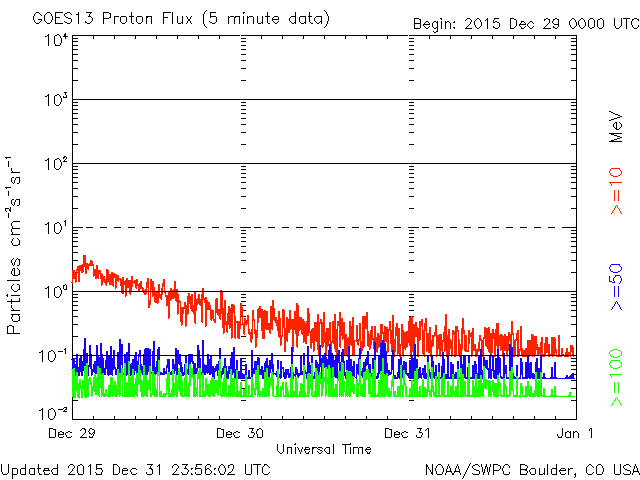 GOES13 Proton Flux (5 minute data)
Begin: 2015 Dec 29 0000 UTC
Particles cm⁻²s⁻¹sr⁻¹
10⁴
10³
10²
10¹
10⁰
10⁻¹
10⁻²
>=10 MeV
>=50
>=100
Dec 29 Dec 30 Dec 31 Jan 1
Universal Time
Updated 2015 Dec 31 23:56:02 UTC
NOAA/SWPC Boulder, CO USA